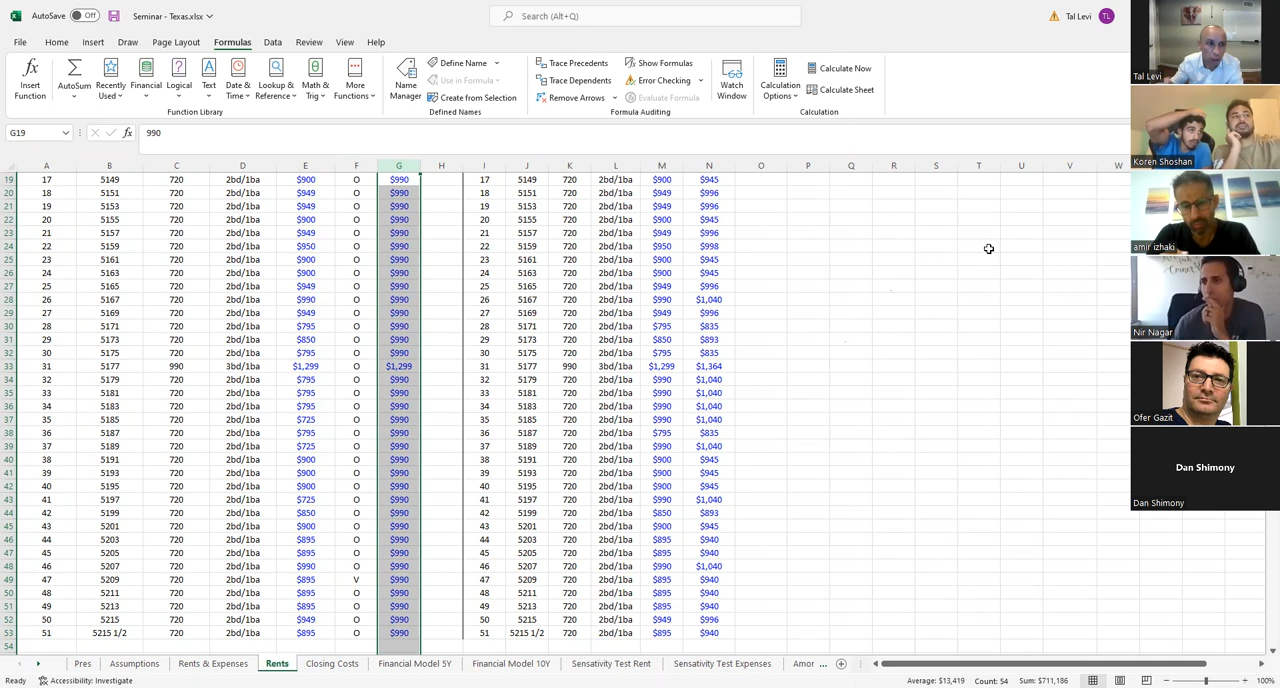 AutoSave Off Seminar - Texas.xlsx Search (Alt+Q) Tal Levi TL
File Home Insert Draw Page Layout Formulas Data Review View Help
Insert Function AutoSum Recently Used Financial Logical Text Date & Time Lookup & Reference Math & Trig More Functions Name Manager Define Name Use in Formula Create from Selection Trace Precedents Trace Dependents Remove Arrows Show Formulas Error Checking Evaluate Formula Watch Window Calculation Options Calculate Now Calculate Sheet
Function Library Defined Names Formula Auditing Calculation
G19 fx 990
A B C D E F G H I J K L M N O P Q R S T U V W
19 17 5149 720 2bd/1ba $900 O $990 17 5149 720 2bd/1ba $900 $945
20 18 5151 720 2bd/1ba $949 O $990 18 5151 720 2bd/1ba $949 $996
21 19 5153 720 2bd/1ba $949 O $990 19 5153 720 2bd/1ba $949 $996
22 20 5155 720 2bd/1ba $900 O $990 20 5155 720 2bd/1ba $900 $945
23 21 5157 720 2bd/1ba $949 O $990 21 5157 720 2bd/1ba $949 $996
24 22 5159 720 2bd/1ba $950 O $990 22 5159 720 2bd/1ba $950 $998
25 23 5161 720 2bd/1ba $900 O $990 23 5161 720 2bd/1ba $900 $945
26 24 5163 720 2bd/1ba $900 O $990 24 5163 720 2bd/1ba $900 $945
27 25 5165 720 2bd/1ba $949 O $990 25 5165 720 2bd/1ba $949 $996
28 26 5167 720 2bd/1ba $990 O $990 26 5167 720 2bd/1ba $990 $1,040
29 27 5169 720 2bd/1ba $949 O $990 27 5169 720 2bd/1ba $949 $996
30 28 5171 720 2bd/1ba $795 O $990 28 5171 720 2bd/1ba $795 $835
31 29 5173 720 2bd/1ba $850 O $990 29 5173 720 2bd/1ba $850 $893
32 30 5175 720 2bd/1ba $795 O $990 30 5175 720 2bd/1ba $795 $835
33 31 5177 990 3bd/1ba $1,299 O $1,299 31 5177 990 3bd/1ba $1,299 $1,364
34 32 5179 720 2bd/1ba $795 O $990 32 5179 720 2bd/1ba $990 $1,040
35 33 5181 720 2bd/1ba $795 O $990 33 5181 720 2bd/1ba $990 $1,040
36 34 5183 720 2bd/1ba $795 O $990 34 5183 720 2bd/1ba $990 $1,040
37 35 5185 720 2bd/1ba $725 O $990 35 5185 720 2bd/1ba $990 $1,040
38 36 5187 720 2bd/1ba $795 O $990 36 5187 720 2bd/1ba $795 $835
39 37 5189 720 2bd/1ba $725 O $990 37 5189 720 2bd/1ba $990 $1,040
40 38 5191 720 2bd/1ba $900 O $990 38 5191 720 2bd/1ba $900 $945
41 39 5193 720 2bd/1ba $900 O $990 39 5193 720 2bd/1ba $900 $945
42 40 5195 720 2bd/1ba $900 O $990 40 5195 720 2bd/1ba $900 $945
43 41 5197 720 2bd/1ba $725 O $990 41 5197 720 2bd/1ba $990 $1,040
44 42 5199 720 2bd/1ba $850 O $990 42 5199 720 2bd/1ba $850 $893
45 43 5201 720 2bd/1ba $900 O $990 43 5201 720 2bd/1ba $900 $945
46 44 5203 720 2bd/1ba $895 O $990 44 5203 720 2bd/1ba $895 $940
47 45 5205 720 2bd/1ba $895 O $990 45 5205 720 2bd/1ba $895 $940
48 46 5207 720 2bd/1ba $990 O $990 46 5207 720 2bd/1ba $990 $1,040
49 47 5209 720 2bd/1ba $895 V $990 47 5209 720 2bd/1ba $895 $940
50 48 5211 720 2bd/1ba $895 O $990 48 5211 720 2bd/1ba $895 $940
51 49 5213 720 2bd/1ba $895 O $990 49 5213 720 2bd/1ba $895 $940
52 50 5215 720 2bd/1ba $949 O $990 50 5215 720 2bd/1ba $949 $996
53 51 5215 1/2 720 2bd/1ba $895 O $990 51 5215 1/2 720 2bd/1ba $895 $940
54
Pres Assumptions Rents & Expenses Rents Closing Costs Financial Model 5Y Financial Model 10Y Sensativity Test Rent Sensativity Test Expenses Amor ...
Ready Accessibility: Investigate Average: $13,419 Count: 54 Sum: $711,186 100%
Tal Levi
Koren Shoshan
amir izhaki
Nir Nagar
Ofer Gazit
Dan Shimony
Dan Shimony